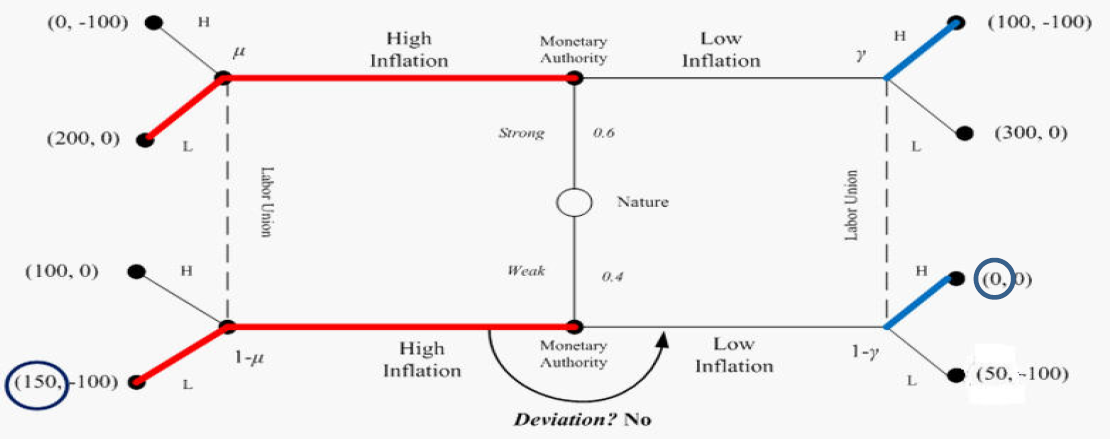 (0, -100)
H
μ
High
Inflation
Monetary
Authority
Low
Inflation
γ
H
(100, -100)
(200, 0)
L
Strong
0.6
L
(300, 0)
Labor Union
Nature
Labor Union
(100, 0)
H
Weak
0.4
H
(0, 0)
1-μ
High
Inflation
Monetary
Authority
Low
Inflation
1-γ
(150, -100)
L
L
(50, -100)
Deviation? No